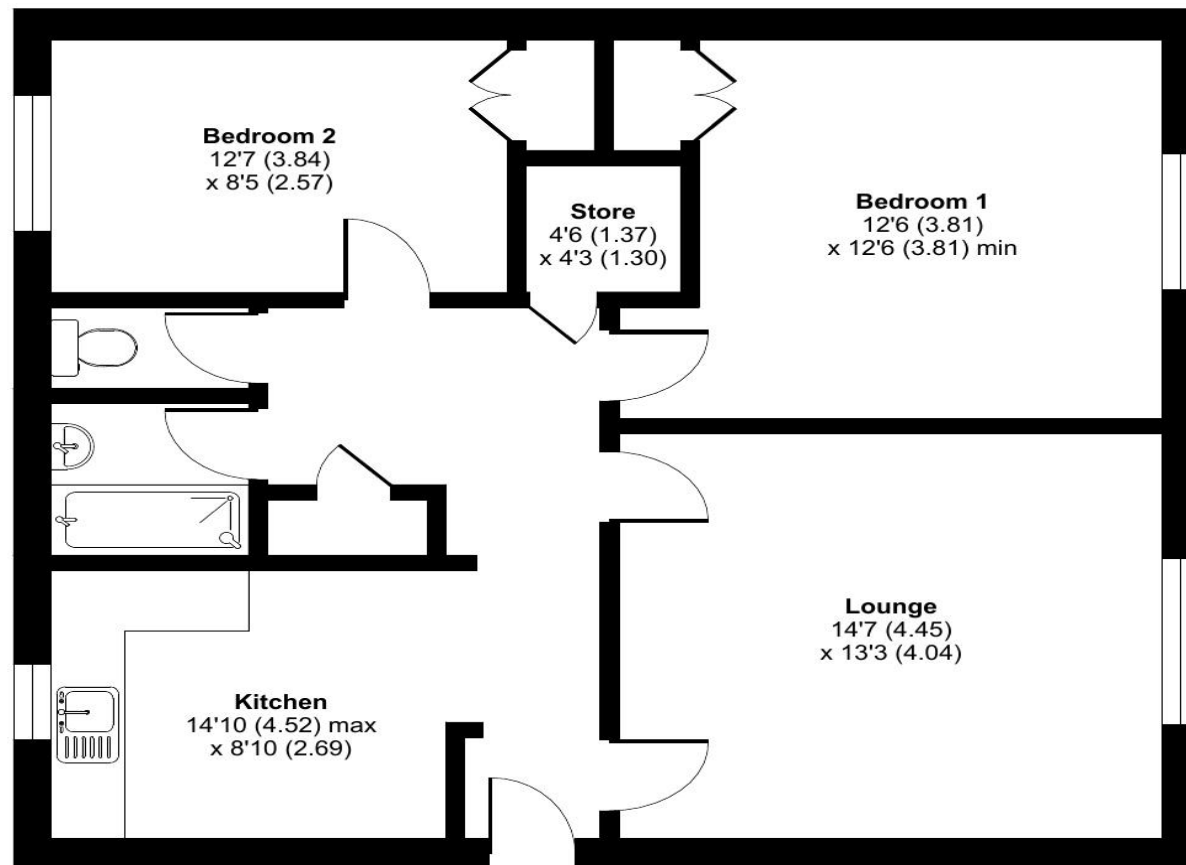 Bedroom 2
12'7 (3.84)
x 8'5 (2.57)
Store
4'6 (1.37)
x 4'3 (1.30)
Bedroom 1
12'6 (3.81)
x 12'6 (3.81) min
Lounge
14'7 (4.45)
x 13'3 (4.04)
Kitchen
14'10 (4.52) max
x 8'10 (2.69)